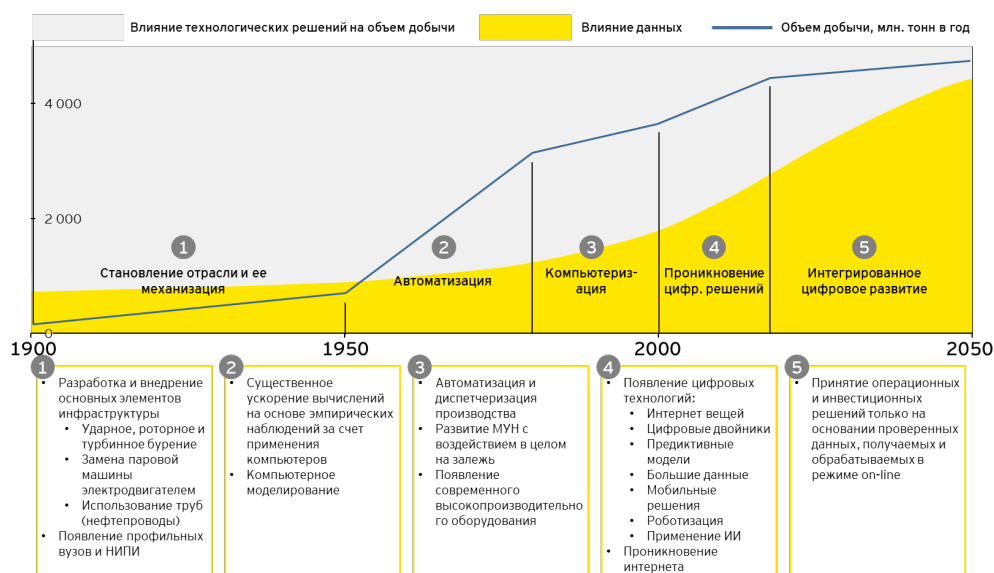 Влияние технологических решений на объем добычи
Влияние данных
Объем добычи, млн. тонн в год
4 000
2 000
0
1
Становление отрасли и ее
механизация
2
Автоматизация
3
Компьютериз-
ация
4
Проникновение
цифр. решений
5
Интегрированное
цифровое развитие
1900
1950
2000
2050
1
• Разработка и внедрение
основных элементов
инфраструктуры
• Ударное, роторное и
турбинное бурение
• Замена паровой
машины
электродвигателем
• Использование труб
(нефтепроводы)
• Появление профильных
вузов и НИПИ
2
• Существенное
ускорение вычислений
на основе эмпирических
наблюдений за счет
применения
компьютеров
• Компьютерное
моделирование
3
• Автоматизация и
диспетчеризация
производства
• Развитие МУН с
воздействием в целом
на залежь
• Появление
современного
высокопроизводительно
го оборудования
4
• Появление цифровых
технологий:
• Интернет вещей
• Цифровые двойники
• Предиктивные
модели
• Большие данные
• Мобильные
решения
• Роботизация
• Применение ИИ
• Проникновение
интернета
5
• Принятие операционных
и инвестиционных
решений только на
основании проверенных
данных, получаемых и
обрабатываемых в
режиме on-line